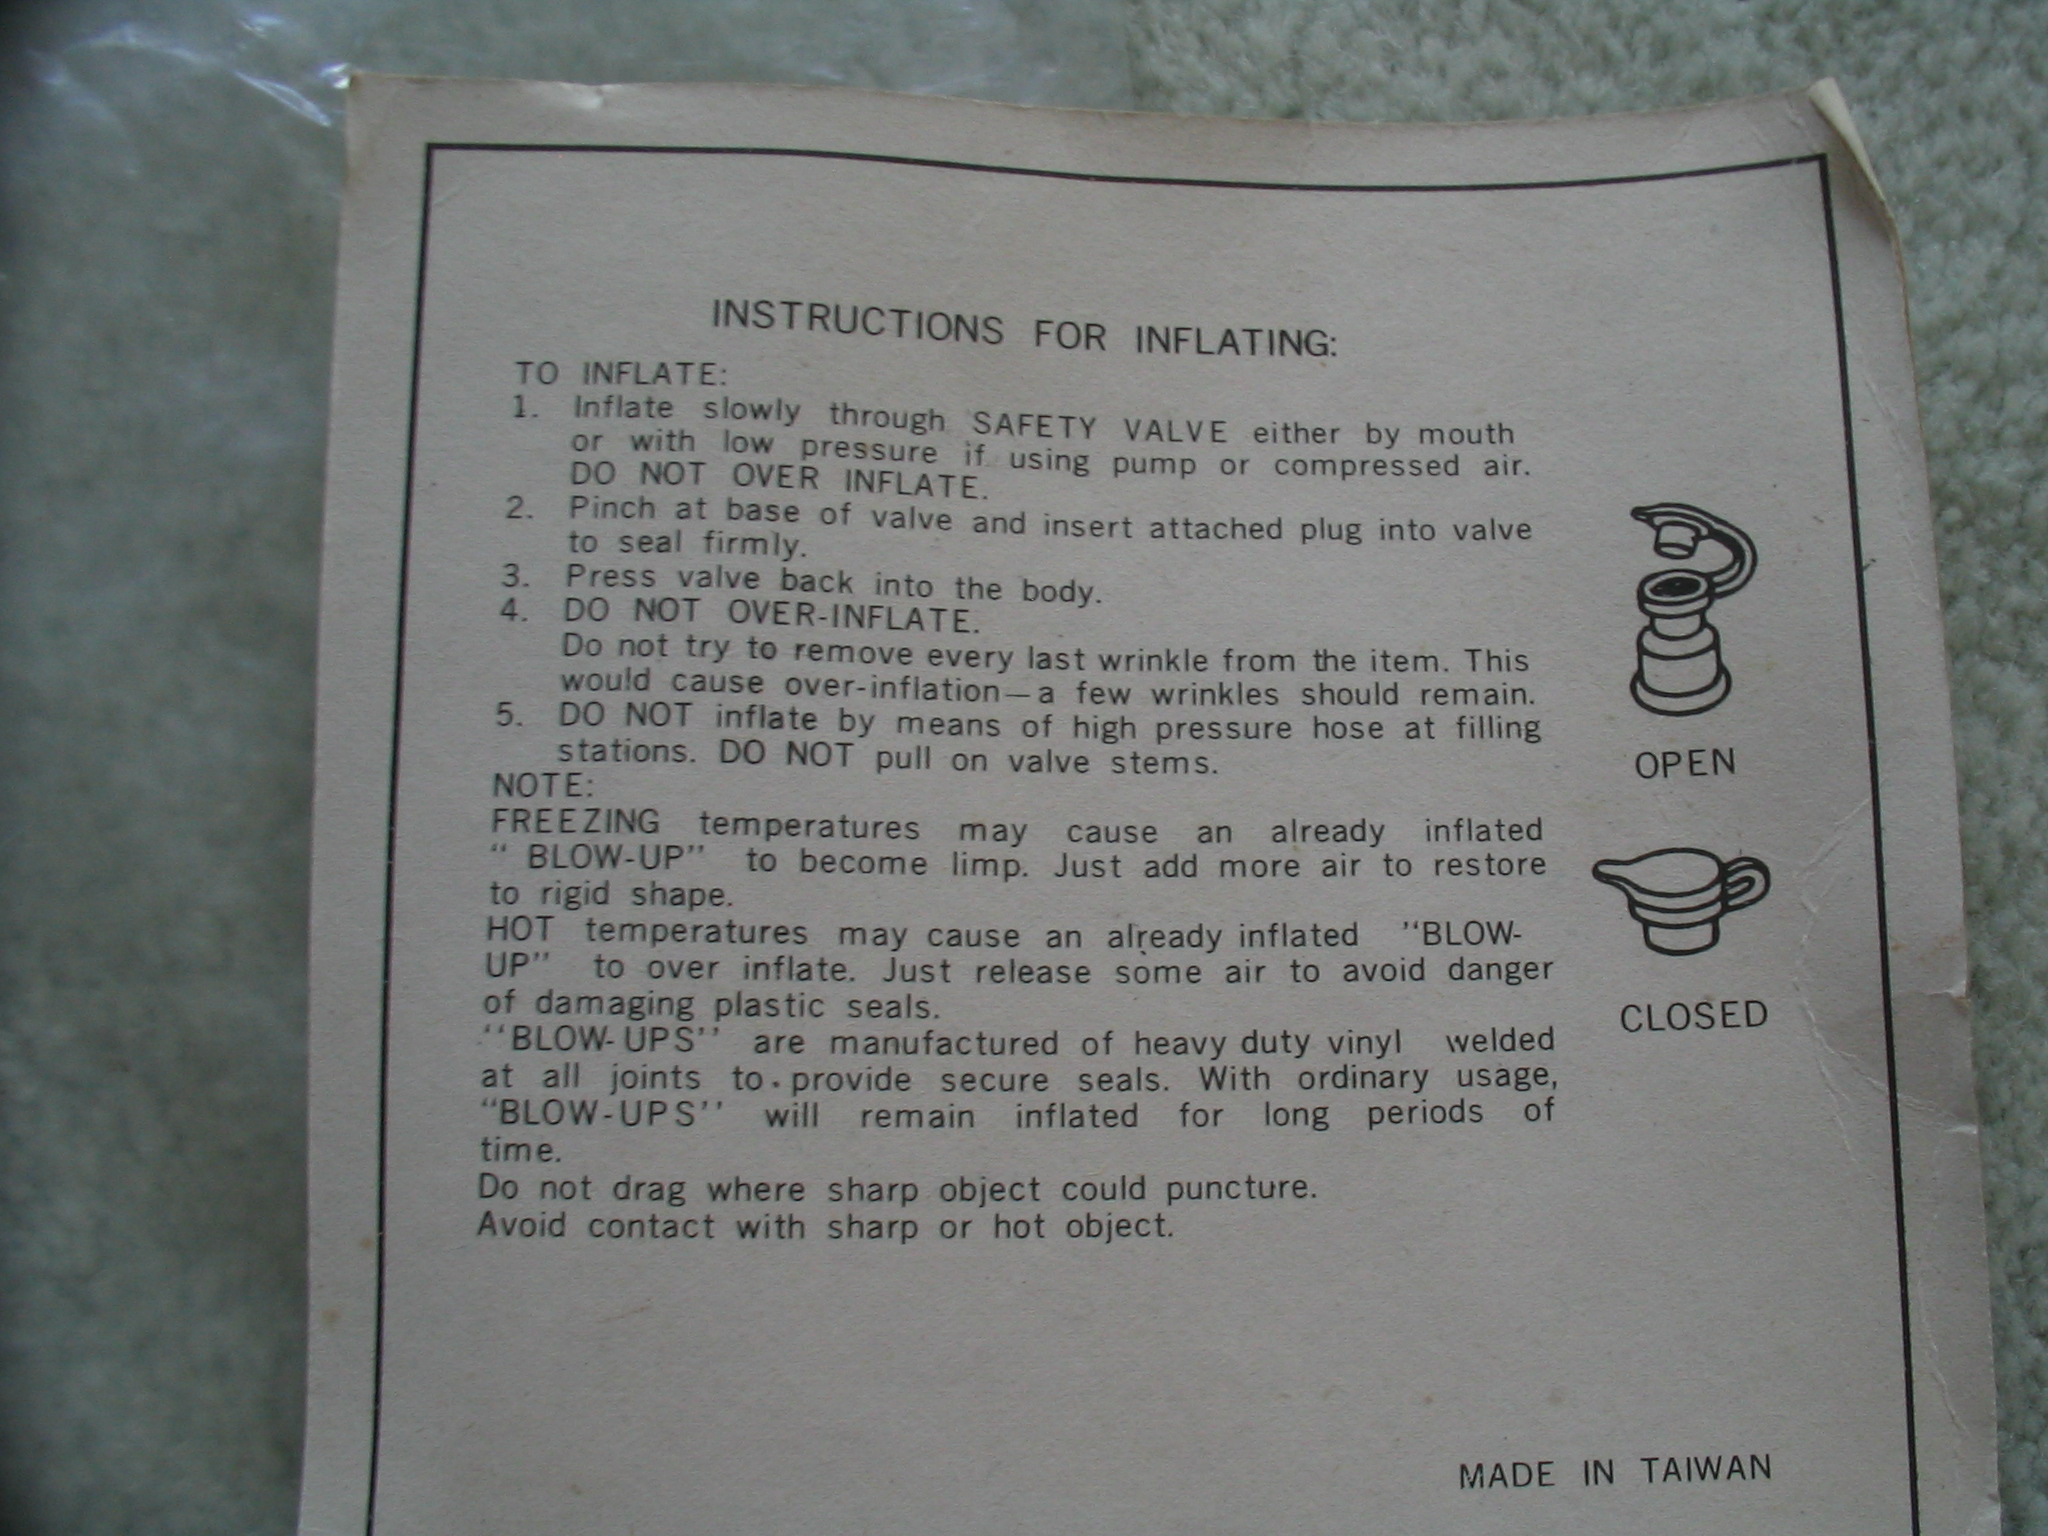 INSTRUCTIONS FOR INFLATING:
TO INFLATE:
1. Inflate slowly through SAFETY VALVE either by mouth
or with low pressure if using pump or compressed air.
DO NOT OVER INFLATE.
2. Pinch at base of valve and insert attached plug into valve
to seal firmly.
3. Press valve back into the body.
4. DO NOT OVER-INFLATE.
Do not try to remove every last wrinkle from the item. This
would cause over-inflation—a few wrinkles should remain.
5. DO NOT inflate by means of high pressure hose at filling
stations. DO NOT pull on valve stems.
NOTE:
FREEZING temperatures may cause an already inflated
" BLOW-UP" to become limp. Just add more air to restore
to rigid shape.
HOT temperatures may cause an already inflated "BLOW-
UP" to over inflate. Just release some air to avoid danger
of damaging plastic seals.
"BLOW-UPS" are manufactured of heavy duty vinyl welded
at all joints to provide secure seals. With ordinary usage,
"BLOW-UPS" will remain inflated for long periods of
time.
Do not drag where sharp object could puncture.
Avoid contact with sharp or hot object.
OPEN
CLOSED
MADE IN TAIWAN